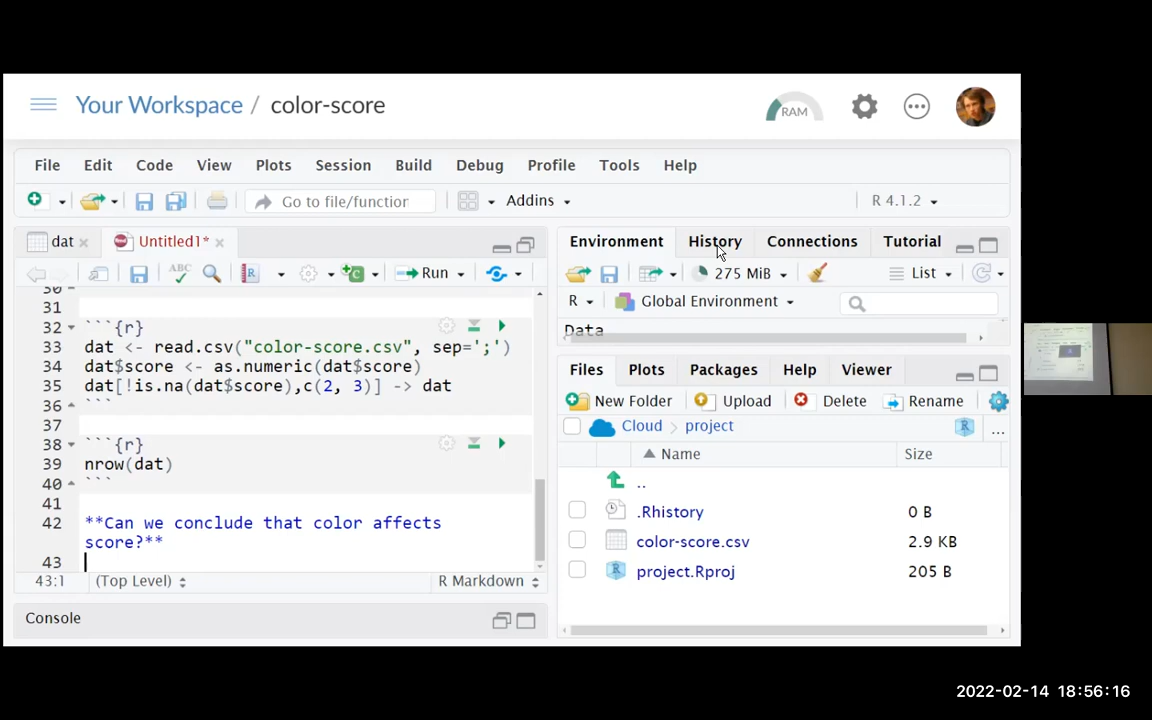 Your Workspace / color-score
RAM
File Edit Code View Plots Session Build Debug Profile Tools Help
Go to file/function
Addins
R 4.1.2
dat
Untitled1*
Run
30
31
32 ```{r}
33 dat <- read.csv("color-score.csv", sep=';')
34 dat$score <- as.numeric(dat$score)
35 dat[!is.na(dat$score),c(2, 3)] -> dat
36 ```
37
38 ```{r}
39 nrow(dat)
40 ```
41
42 **Can we conclude that color affects
score?**
43
43:1 (Top Level) R Markdown
Console
Environment History Connections Tutorial
275 MiB List
R Global Environment
Data
Files Plots Packages Help Viewer
New Folder Upload Delete Rename
Cloud > project ...
Name Size
..
.Rhistory 0 B
color-score.csv 2.9 KB
project.Rproj 205 B
2022-02-14 18:56:16